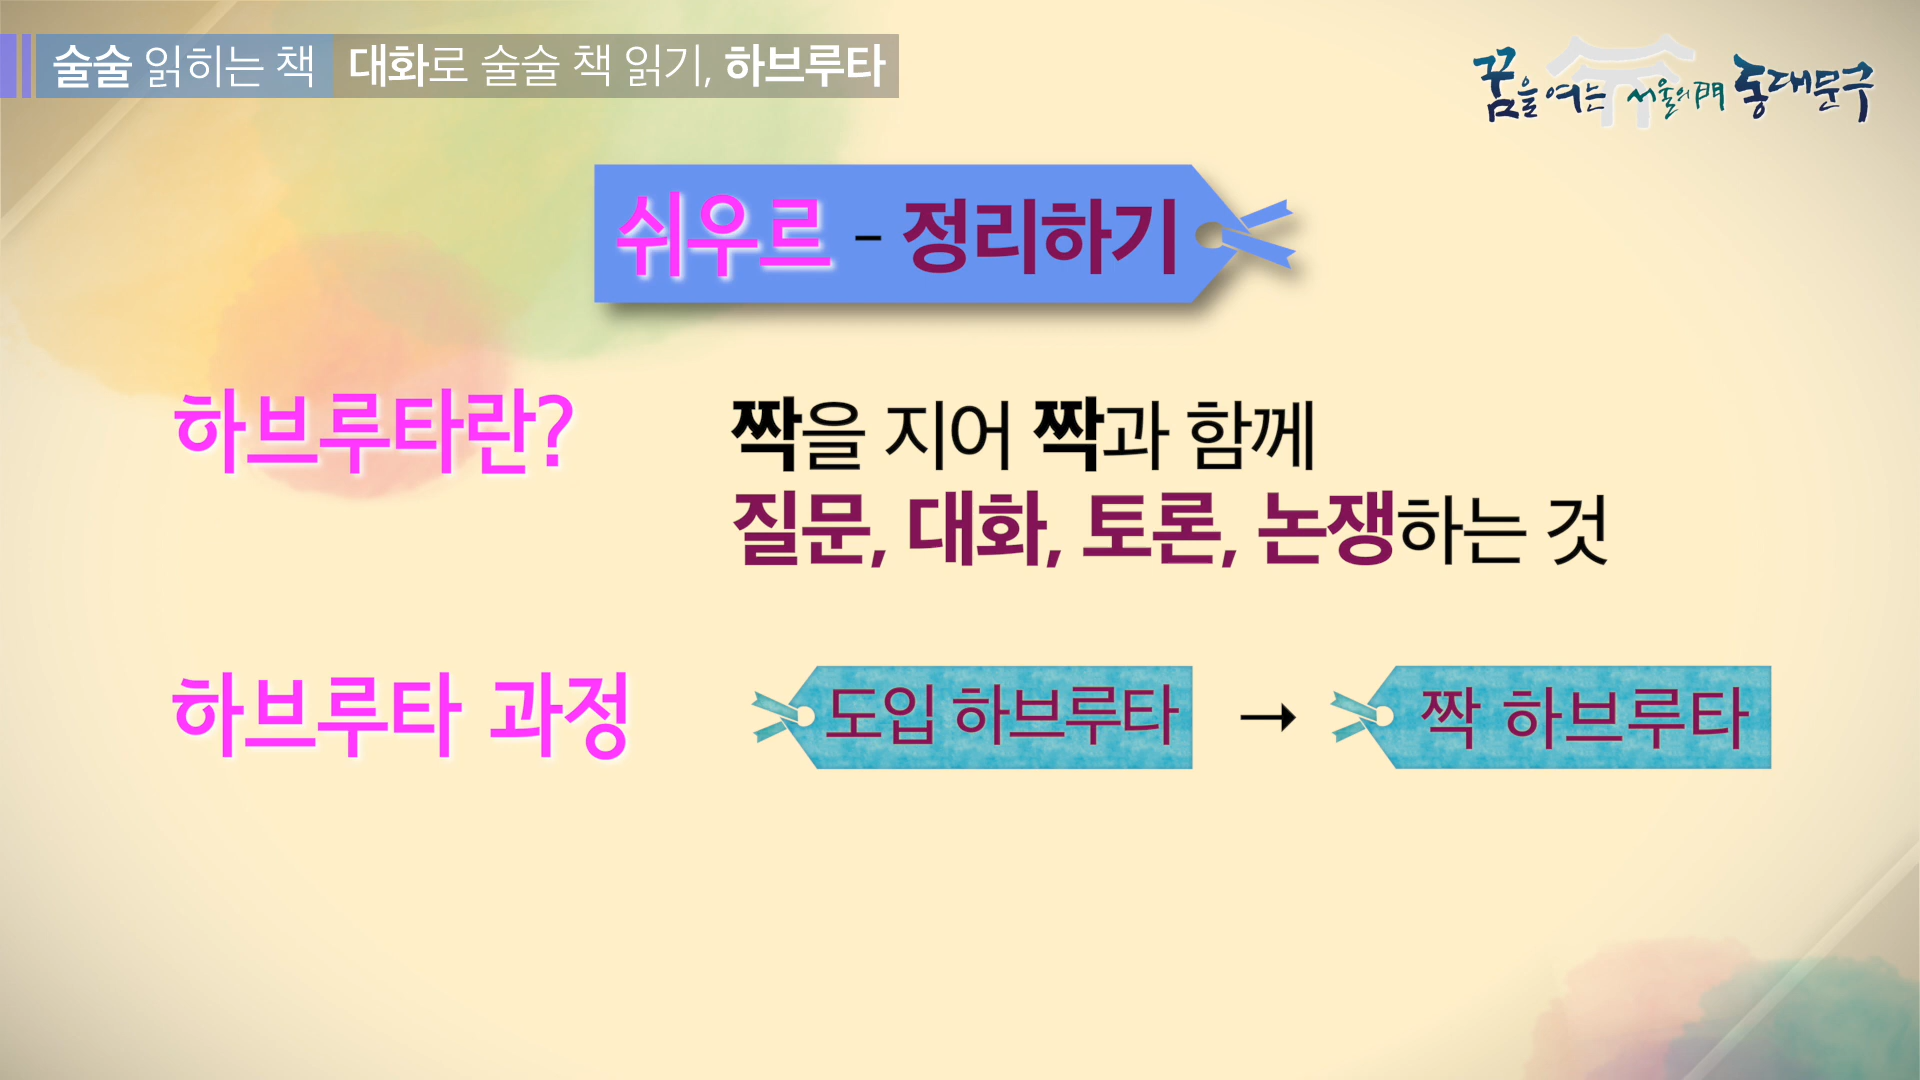 술술 읽히는 책 대화로 술술 책 읽기, 하브루타
꿈을 여는 서울의門 동대문구
쉬우르 - 정리하기
하브루타란?
짝을 지어 짝과 함께
질문, 대화, 토론, 논쟁하는 것
하브루타 과정
도입 하브루타 → 짝 하브루타